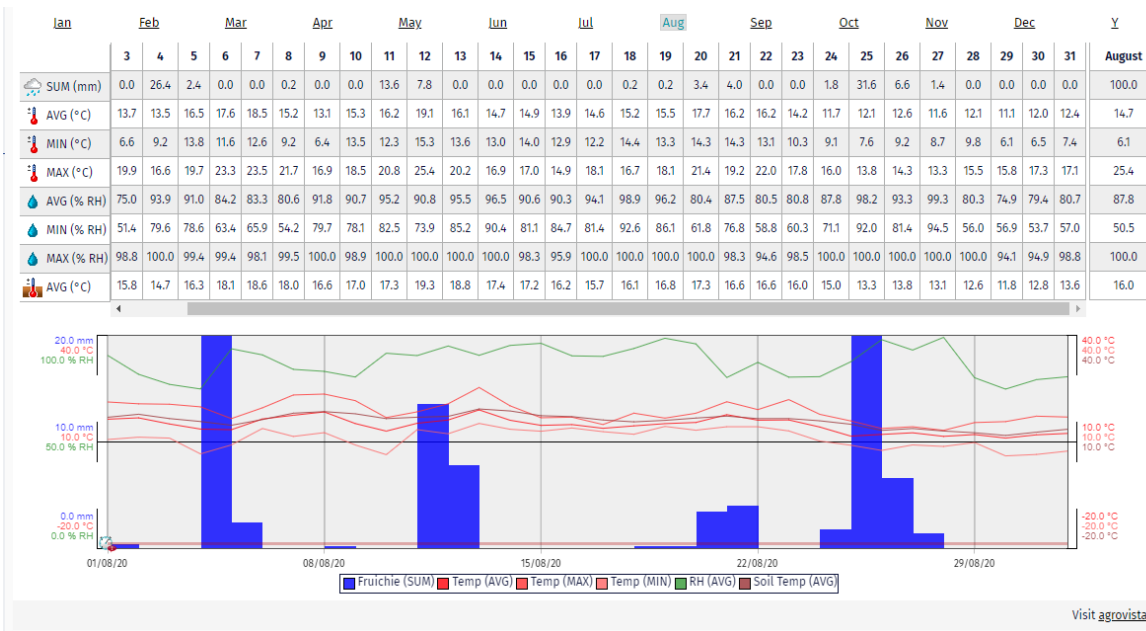 Jan Feb Mar Apr May Jun Jul Aug Sep Oct Nov Dec Y
3 4 5 6 7 8 9 10 11 12 13 14 15 16 17 18 19 20 21 22 23 24 25 26 27 28 29 30 31 August
SUM (mm) 0.0 26.4 2.4 0.0 0.0 0.2 0.0 0.0 13.6 7.8 0.0 0.0 0.0 0.0 0.0 0.2 0.2 3.4 4.0 0.0 0.0 1.8 31.6 6.6 1.4 0.0 0.0 0.0 0.0 100.0
AVG (°C) 13.7 13.5 16.5 17.6 18.5 15.2 13.1 15.3 16.2 19.1 16.1 14.7 14.9 13.9 14.6 15.2 15.5 17.7 16.2 16.2 14.2 11.7 12.1 12.6 11.6 12.1 11.1 12.0 12.4 14.7
MIN (°C) 6.6 9.2 13.8 11.6 12.6 9.2 6.4 13.5 12.3 15.3 13.6 13.0 14.0 12.9 12.2 14.4 13.3 14.3 14.3 13.1 10.3 9.1 7.6 9.2 8.7 9.8 6.1 6.5 7.4 6.1
MAX (°C) 19.9 16.6 19.7 23.3 23.5 21.7 16.9 18.5 20.8 25.4 20.2 16.9 17.0 14.9 18.1 16.7 18.1 21.4 19.2 22.0 17.8 16.0 13.8 14.3 13.3 15.5 15.8 17.3 17.1 25.4
AVG (% RH) 75.0 93.9 91.0 84.2 83.3 80.6 91.8 90.7 95.2 90.8 95.5 96.5 90.6 90.3 94.1 98.9 96.2 80.4 87.5 80.5 80.8 87.8 98.2 93.3 99.3 80.3 74.9 79.4 80.7 87.8
MIN (% RH) 51.4 79.6 78.6 63.4 65.9 54.2 79.7 78.1 82.5 73.9 85.2 90.4 81.1 84.7 81.4 92.6 86.1 61.8 76.8 58.8 60.3 71.1 92.0 81.4 94.5 56.0 56.9 53.7 57.0 50.5
MAX (% RH) 98.8 100.0 99.4 99.4 98.1 99.5 100.0 98.9 100.0 100.0 100.0 100.0 98.3 95.9 100.0 100.0 100.0 100.0 98.3 94.6 98.5 100.0 100.0 100.0 100.0 100.0 94.1 94.9 98.8 100.0
AVG (°C) 15.8 14.7 16.3 18.1 18.6 18.0 16.6 17.0 17.3 19.3 18.8 17.4 17.2 16.2 15.7 16.1 16.8 17.3 16.6 16.6 16.0 15.0 13.3 13.8 13.1 12.6 11.8 12.8 13.6 16.0
20.0 mm 40.0 °C
40.0 °C 40.0 °C
100.0 % RH 40.0 °C
10.0 mm 10.0 °C
10.0 °C 10.0 °C
50.0 % RH 10.0 °C
0.0 mm -20.0 °C
-20.0 °C -20.0 °C
0.0 % RH -20.0 °C
01/08/20 08/08/20 15/08/20 22/08/20 29/08/20
Fruichie (SUM) Temp (AVG) Temp (MAX) Temp (MIN) RH (AVG) Soil Temp (AVG)
Visit agrovista